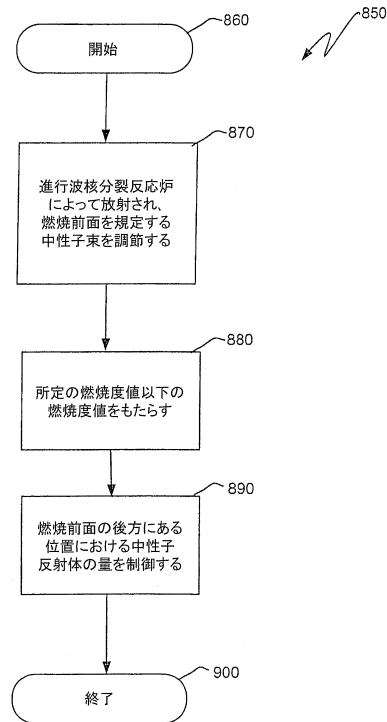 860
850
開始
870
進行波核分裂反応炉
によって放射され、
燃焼前面を規定する
中性子束を調節する
880
所定の燃焼度値以下の
燃焼度値をもたらす
890
燃焼前面の後方にある
位置における中性子
反射体の量を制御する
900
終了